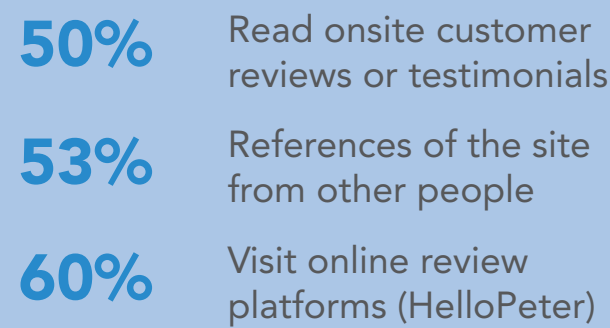 50% Read onsite customer
reviews or testimonials
53% References of the site
from other people
60% Visit online review
platforms (HelloPeter)